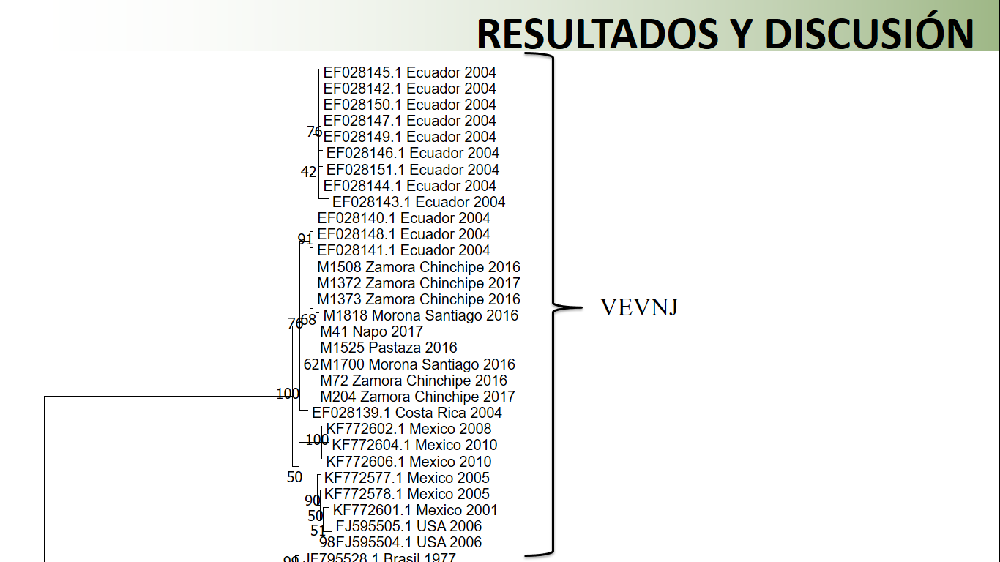 RESULTADOS Y DISCUSIÓN
EF028145.1 Ecuador 2004
EF028142.1 Ecuador 2004
EF028150.1 Ecuador 2004
EF028147.1 Ecuador 2004
76
EF028149.1 Ecuador 2004
EF028146.1 Ecuador 2004
42
EF028151.1 Ecuador 2004
EF028144.1 Ecuador 2004
EF028143.1 Ecuador 2004
EF028140.1 Ecuador 2004
EF028148.1 Ecuador 2004
91
EF028141.1 Ecuador 2004
M1508 Zamora Chinchipe 2016
M1372 Zamora Chinchipe 2017
M1373 Zamora Chinchipe 2016
VEVNJ
M1818 Morona Santiago 2016
76
68
M41 Napo 2017
M1525 Pastaza 2016
62
M1700 Morona Santiago 2016
M72 Zamora Chinchipe 2016
100
M204 Zamora Chinchipe 2017
EF028139.1 Costa Rica 2004
KF772602.1 Mexico 2008
100
KF772604.1 Mexico 2010
KF772606.1 Mexico 2010
50
KF772577.1 Mexico 2005
KF772578.1 Mexico 2005
90
KF772601.1 Mexico 2001
50
FJ595505.1 USA 2006
51
98
FJ595504.1 USA 2006
JF795528.1 Brasil 1977